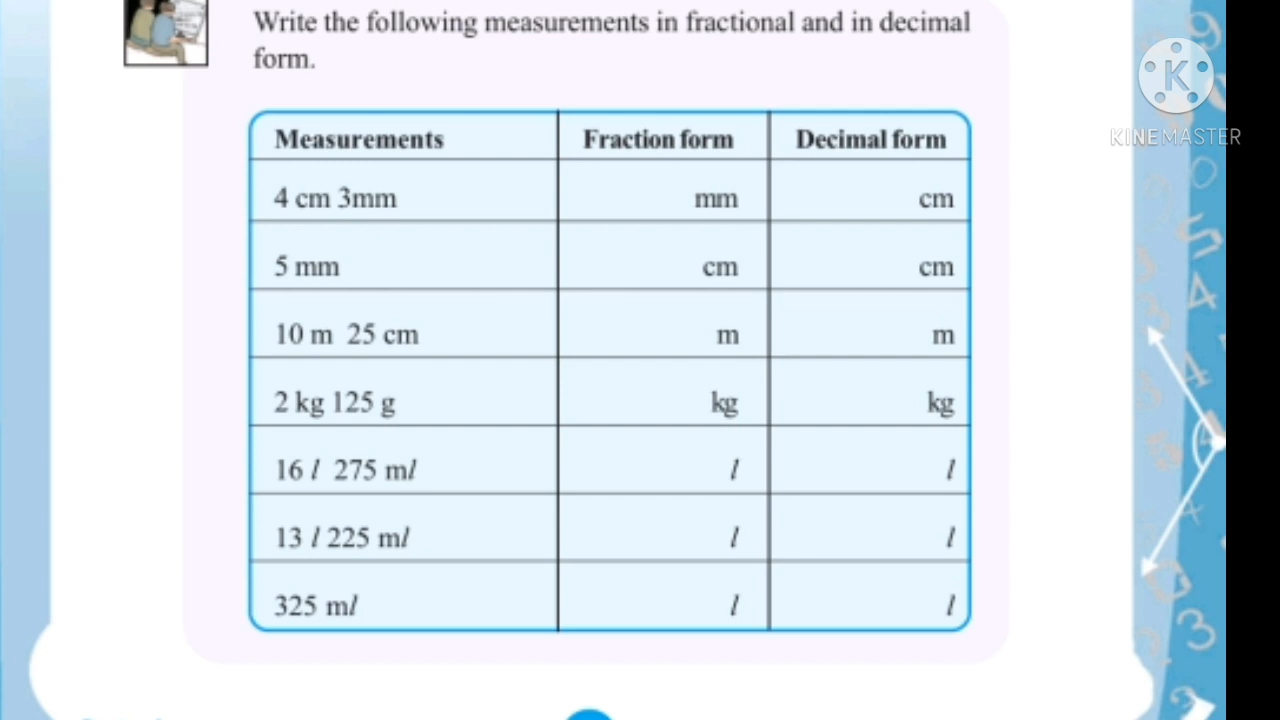 Write the following measurements in fractional and in decimal
form.
Measurements Fraction form Decimal form
4 cm 3mm mm cm
5 mm cm cm
10 m 25 cm m m
2 kg 125 g kg kg
16 l 275 ml l l
13 l 225 ml l l
325 ml l l
K
KINEMASTER